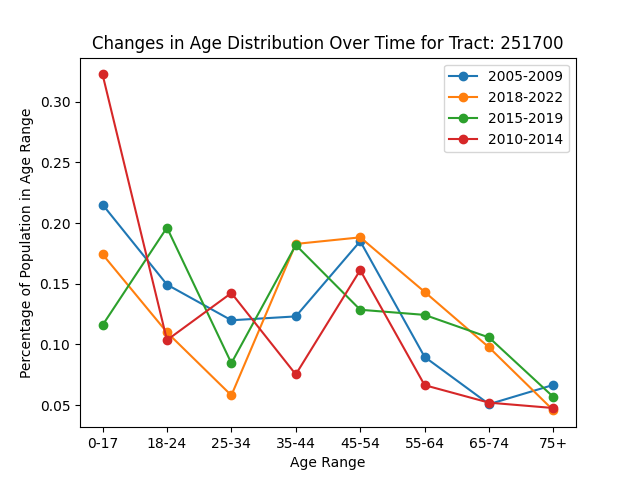 Changes in Age Distribution Over Time for Tract: 251700
Percentage of Population in Age Range
0.30
0.25
0.20
0.15
0.10
0.05
2005-2009
2018-2022
2015-2019
2010-2014
0-17 18-24 25-34 35-44 45-54 55-64 65-74 75+
Age Range